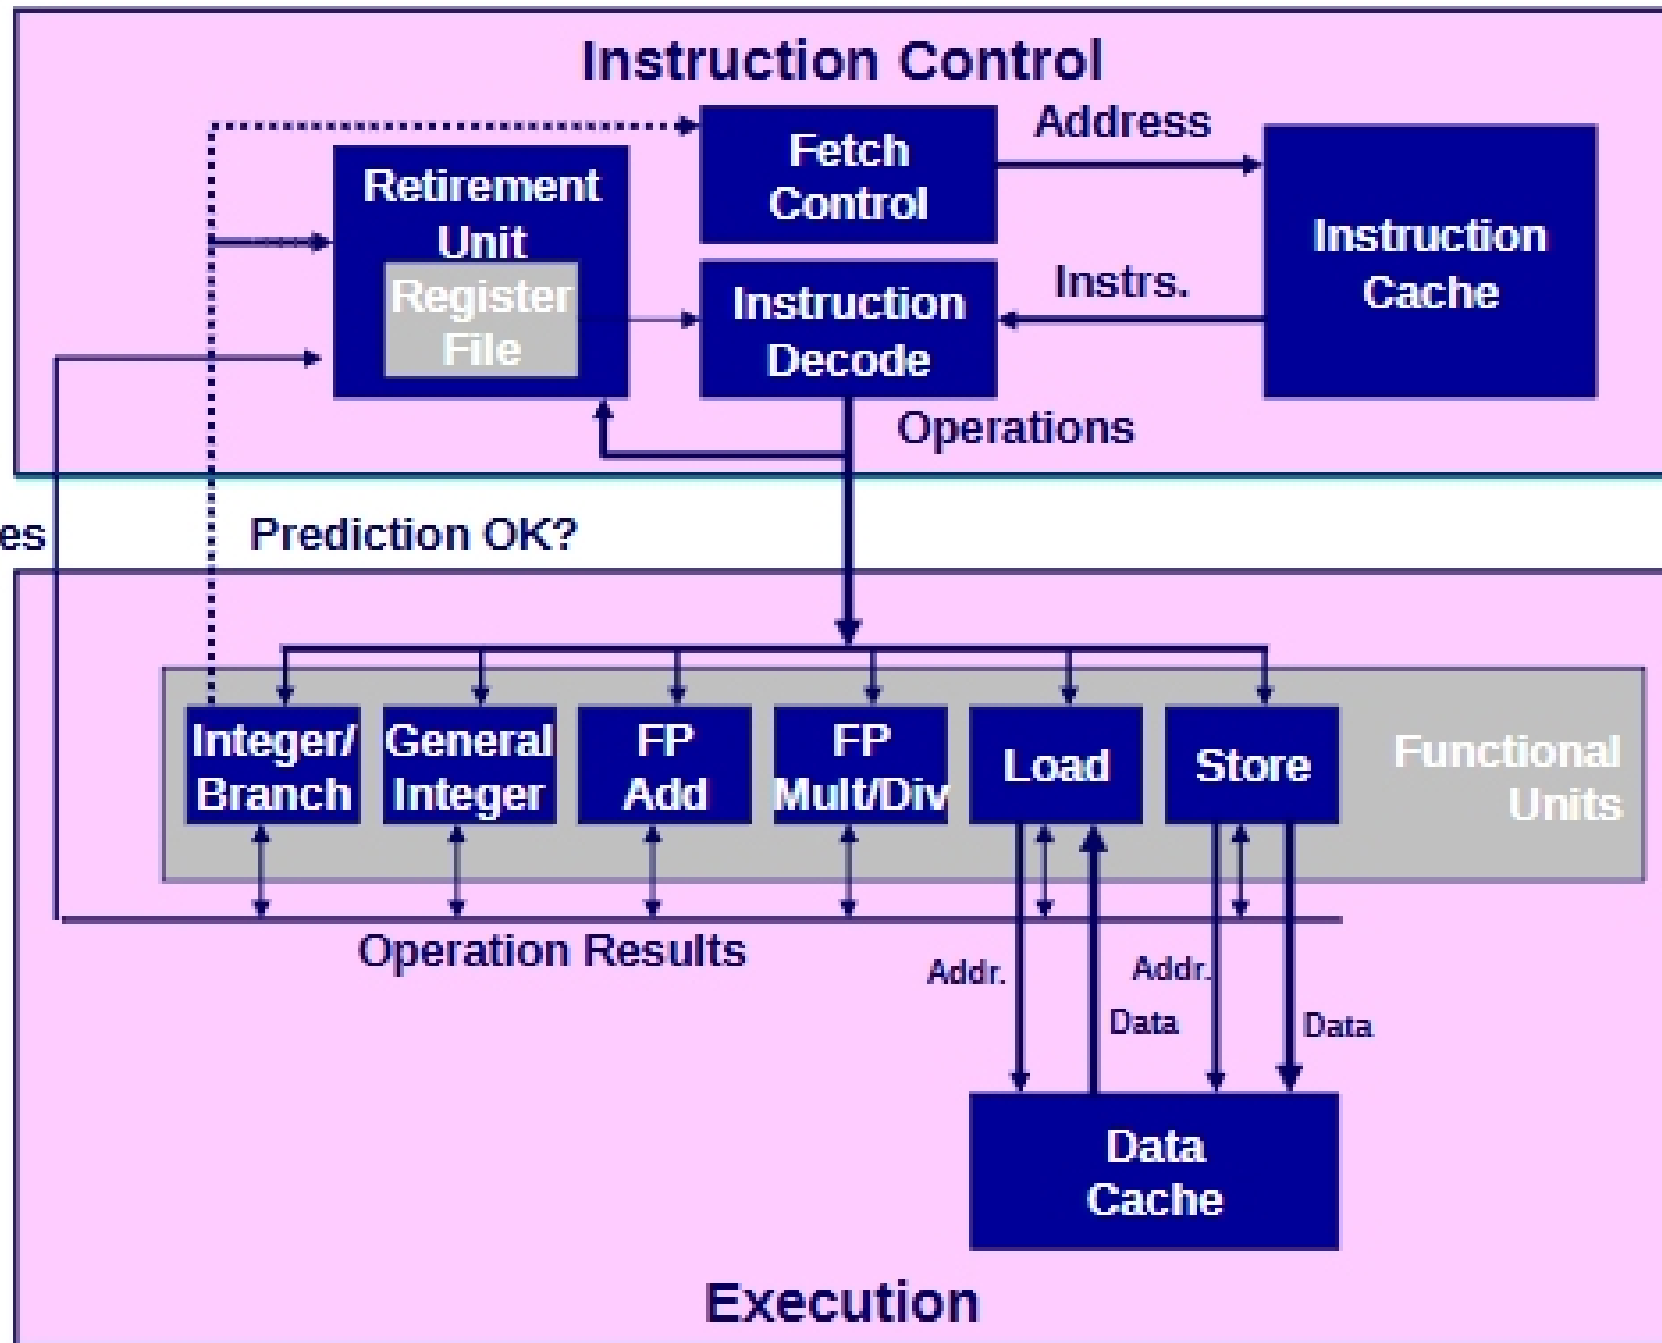 Instruction Control
Address
Fetch
Control
Retirement
Unit
Register
File
Instruction
Cache
Instrs.
Instruction
Decode
Operations
es
Prediction OK?
Integer/
Branch
General
Integer
FP
Add
FP
Mult/Div
Load
Store
Functional
Units
Operation Results
Addr.
Addr.
Data
Data
Data
Cache
Execution